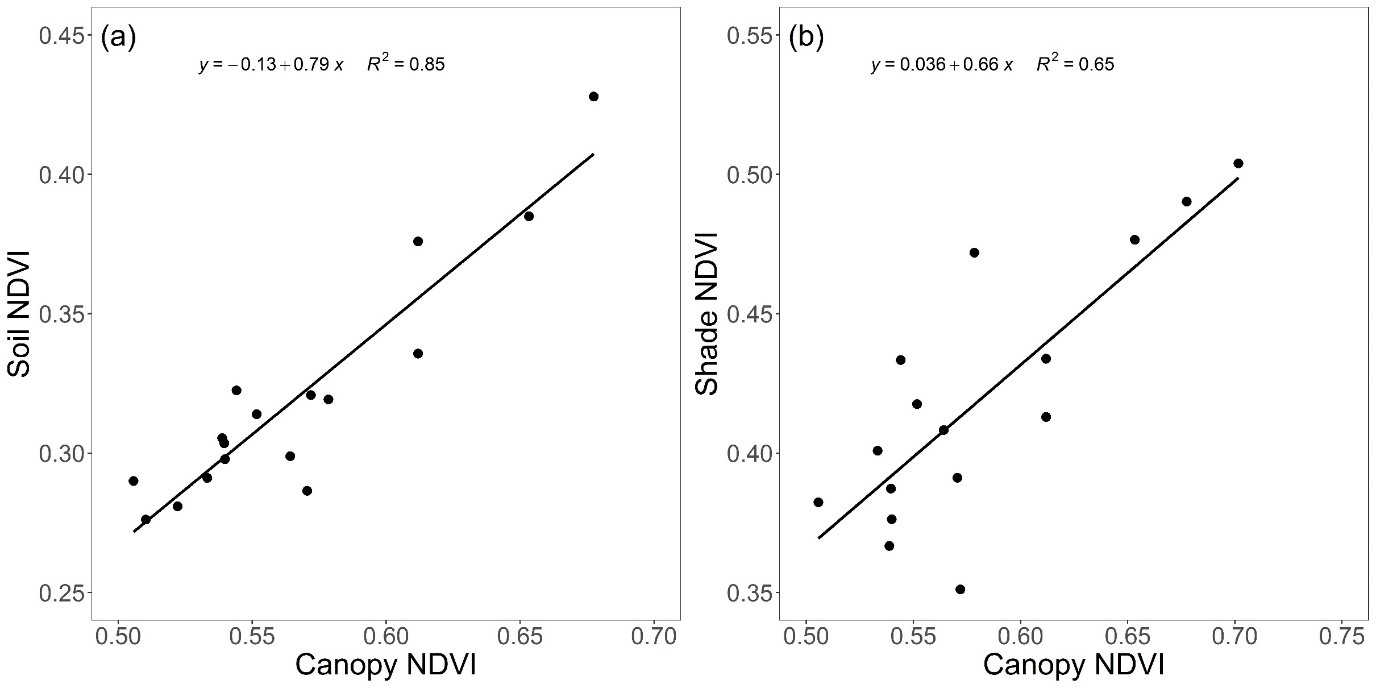 (a)
y = −0.13 + 0.79 x R² = 0.85
0.45
0.40
0.35
0.30
0.25
Soil NDVI
0.50 0.55 0.60 0.65 0.70
Canopy NDVI
(b)
y = 0.036 + 0.66 x R² = 0.65
0.55
0.50
0.45
0.40
0.35
Shade NDVI
0.50 0.55 0.60 0.65 0.70 0.75
Canopy NDVI